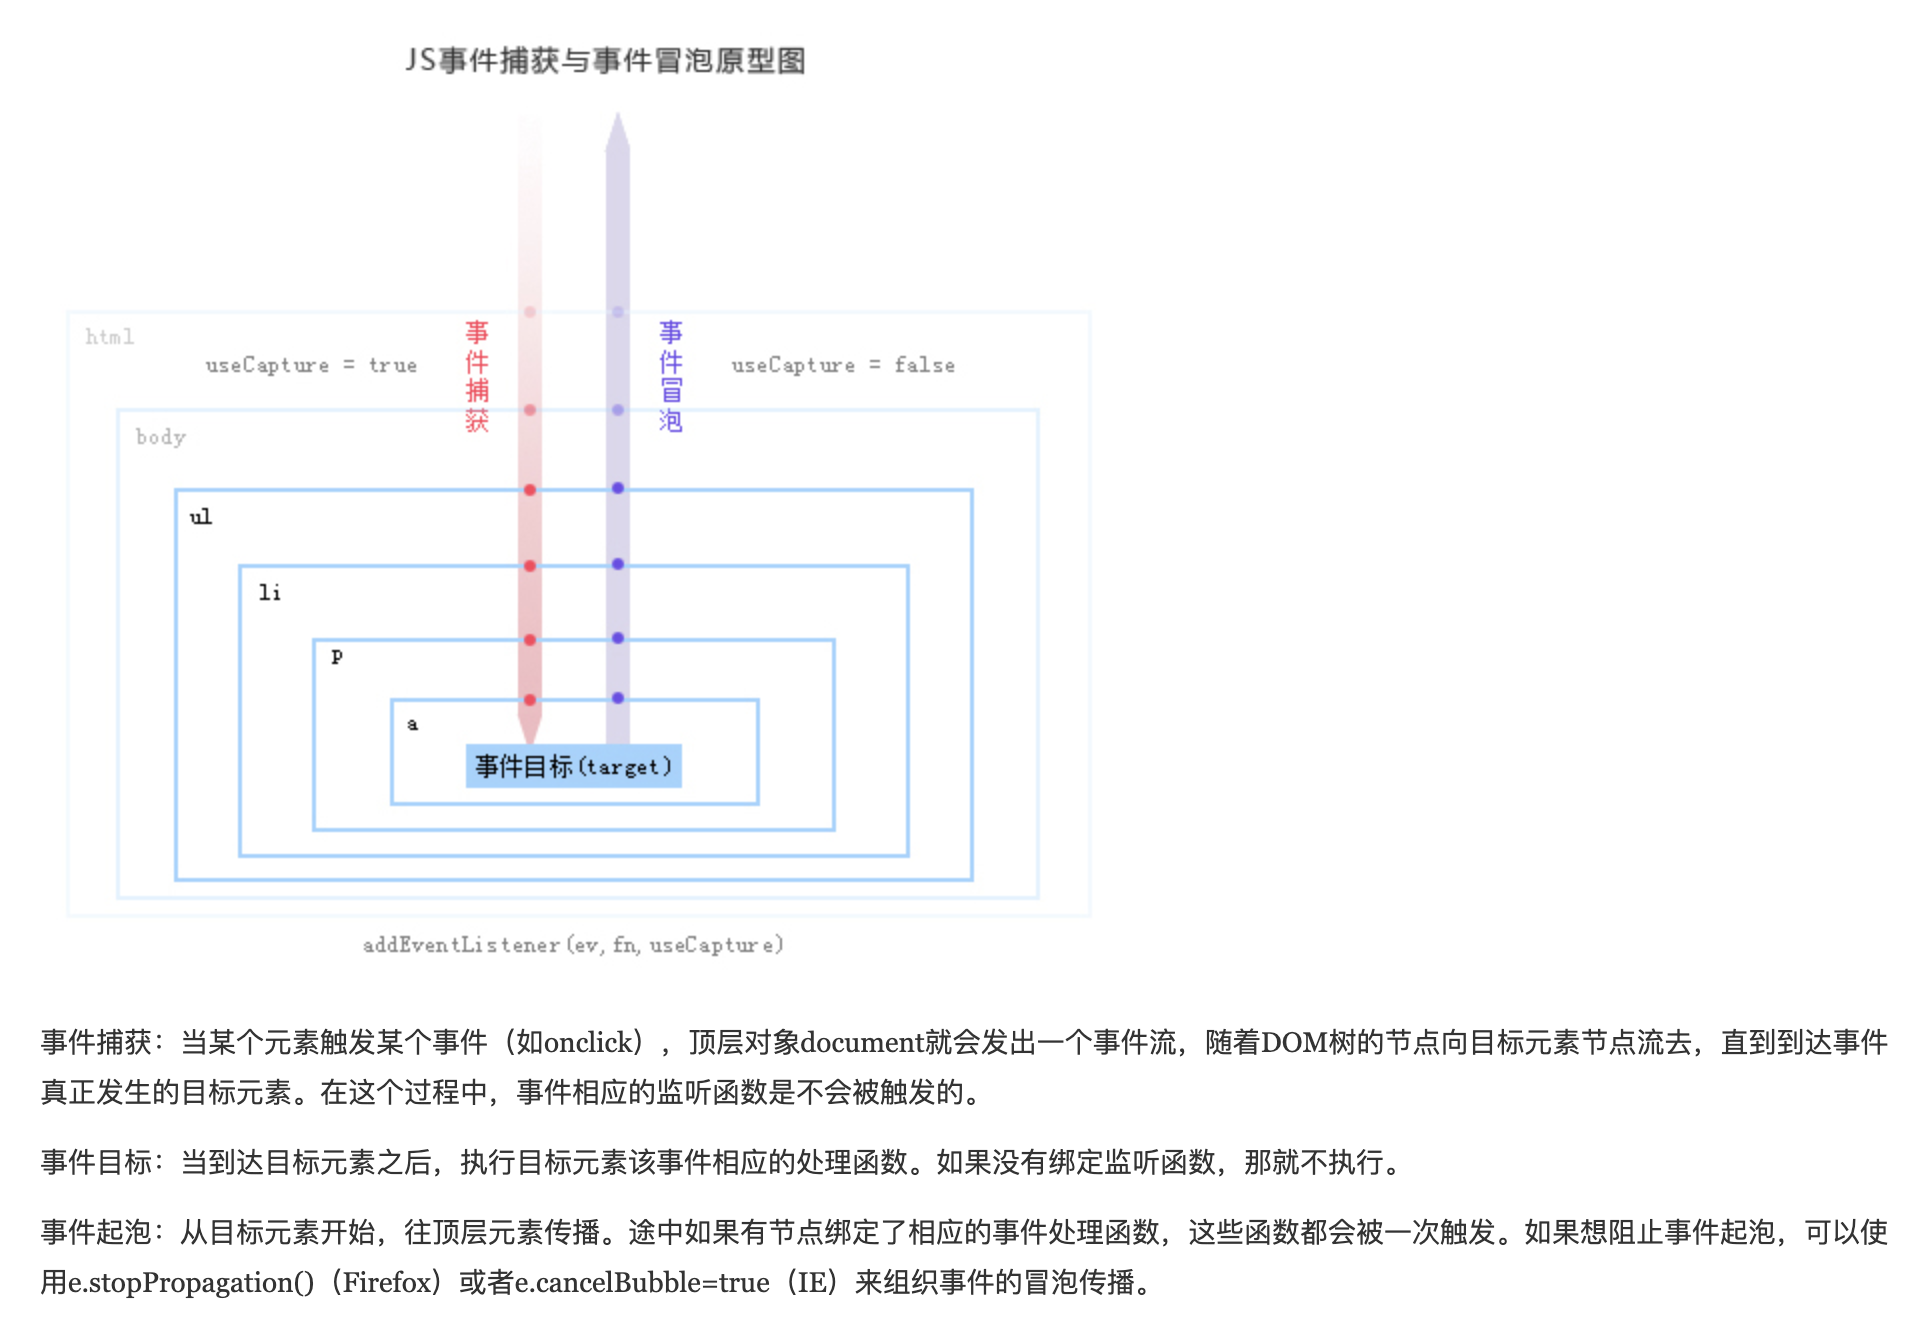 JS事件捕获与事件冒泡原型图
html
useCapture = true
事件捕获
事件冒泡
useCapture = false
body
ul
li
p
a
事件目标(target)
addEventListener(ev, fn, useCapture)
事件捕获：当某个元素触发某个事件（如onclick），顶层对象document就会发出一个事件流，随着DOM树的节点向目标元素节点流去，直到到达事件
真正发生的目标元素。在这个过程中，事件相应的监听函数是不会被触发的。
事件目标：当到达目标元素之后，执行目标元素该事件相应的处理函数。如果没有绑定监听函数，那就不执行。
事件起泡：从目标元素开始，往顶层元素传播。途中如果有节点绑定了相应的事件处理函数，这些函数都会被一次触发。如果想阻止事件起泡，可以使
用e.stopPropagation()（Firefox）或者e.cancelBubble=true（IE）来组织事件的冒泡传播。